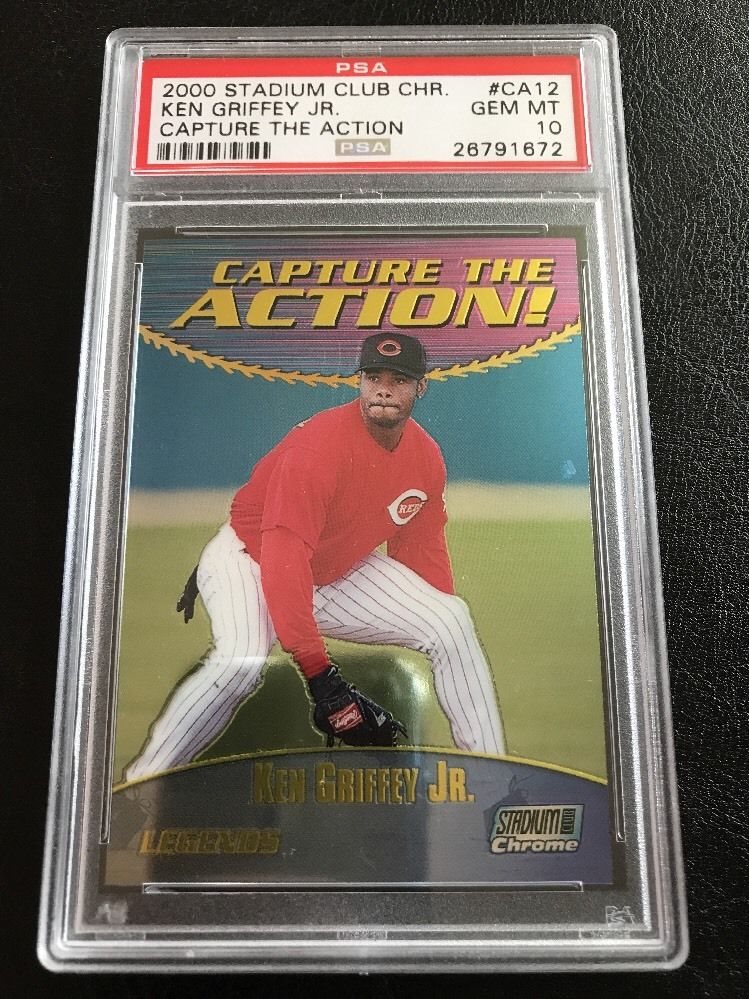 PSA
2000 STADIUM CLUB CHR. #CA12
KEN GRIFFEY JR. GEM MT
CAPTURE THE ACTION 10
PSA 26791672
CAPTURE THE
ACTION!
C
REDS
KEN GRIFFEY JR.
LEGENDS
STADIUM CLUB
Chrome